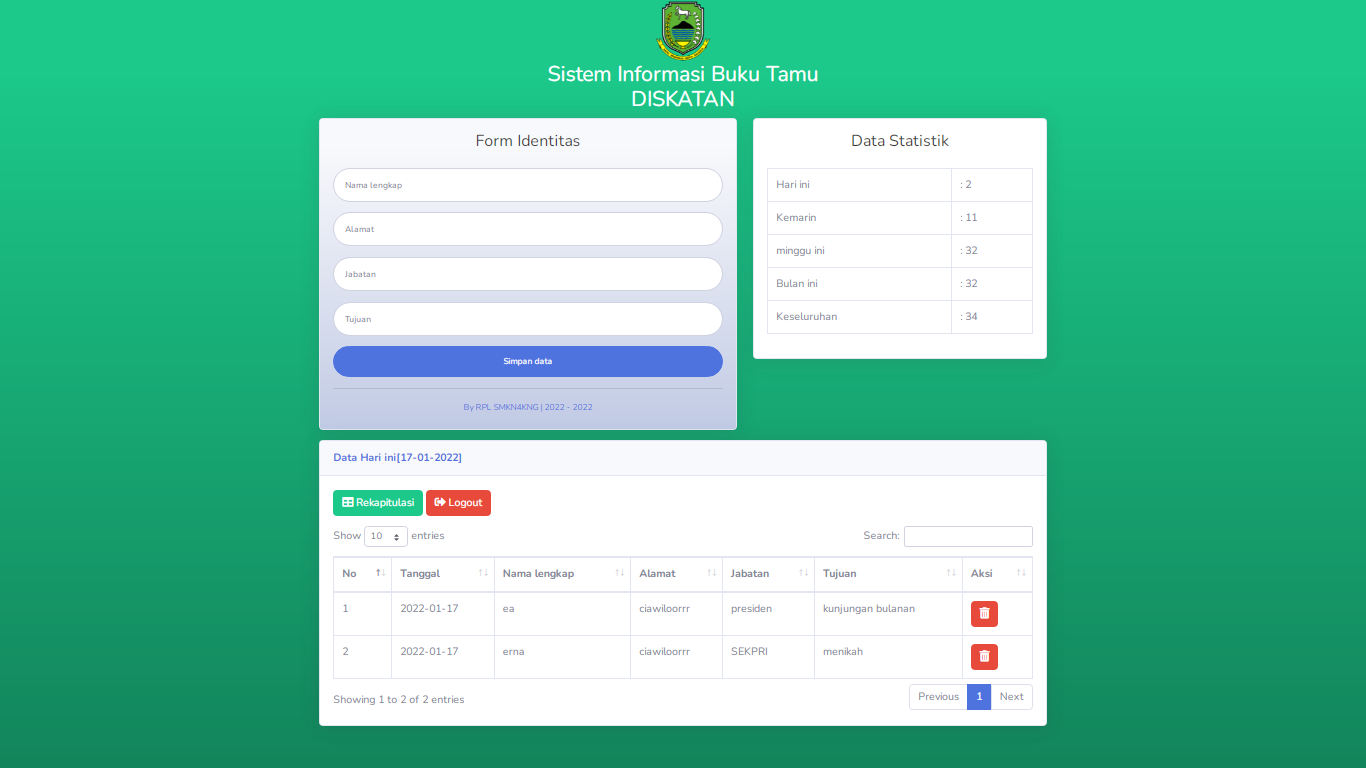 Sistem Informasi Buku Tamu
DISKATAN
Form Identitas
Nama lengkap
Alamat
Jabatan
Tujuan
Simpan data
By RPL SMKN4KNG | 2022 - 2022
Data Statistik
Hari ini : 2
Kemarin : 11
minggu ini : 32
Bulan ini : 32
Keseluruhan : 34
Data Hari ini[17-01-2022]
Rekapitulasi Logout
Show 10 entries Search:
No Tanggal Nama lengkap Alamat Jabatan Tujuan Aksi
1 2022-01-17 ea ciawiloorrr presiden kunjungan bulanan
2 2022-01-17 erna ciawiloorrr SEKPRI menikah
Showing 1 to 2 of 2 entries Previous 1 Next